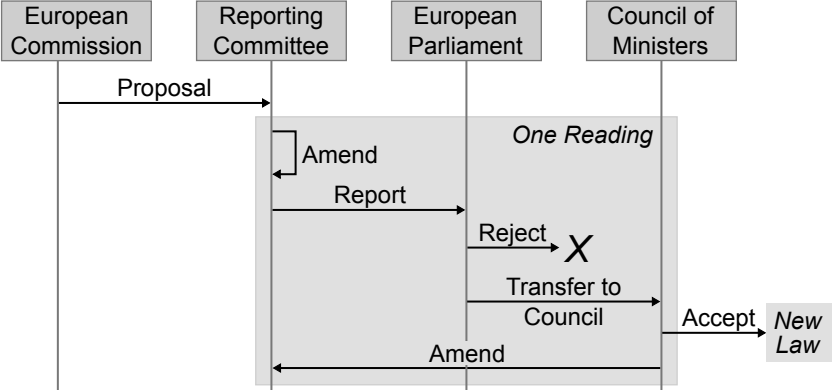 European
Commission
Reporting
Committee
European
Parliament
Council of
Ministers
Proposal
One Reading
Amend
Report
Reject
X
Transfer to
Council
Accept
New
Law
Amend